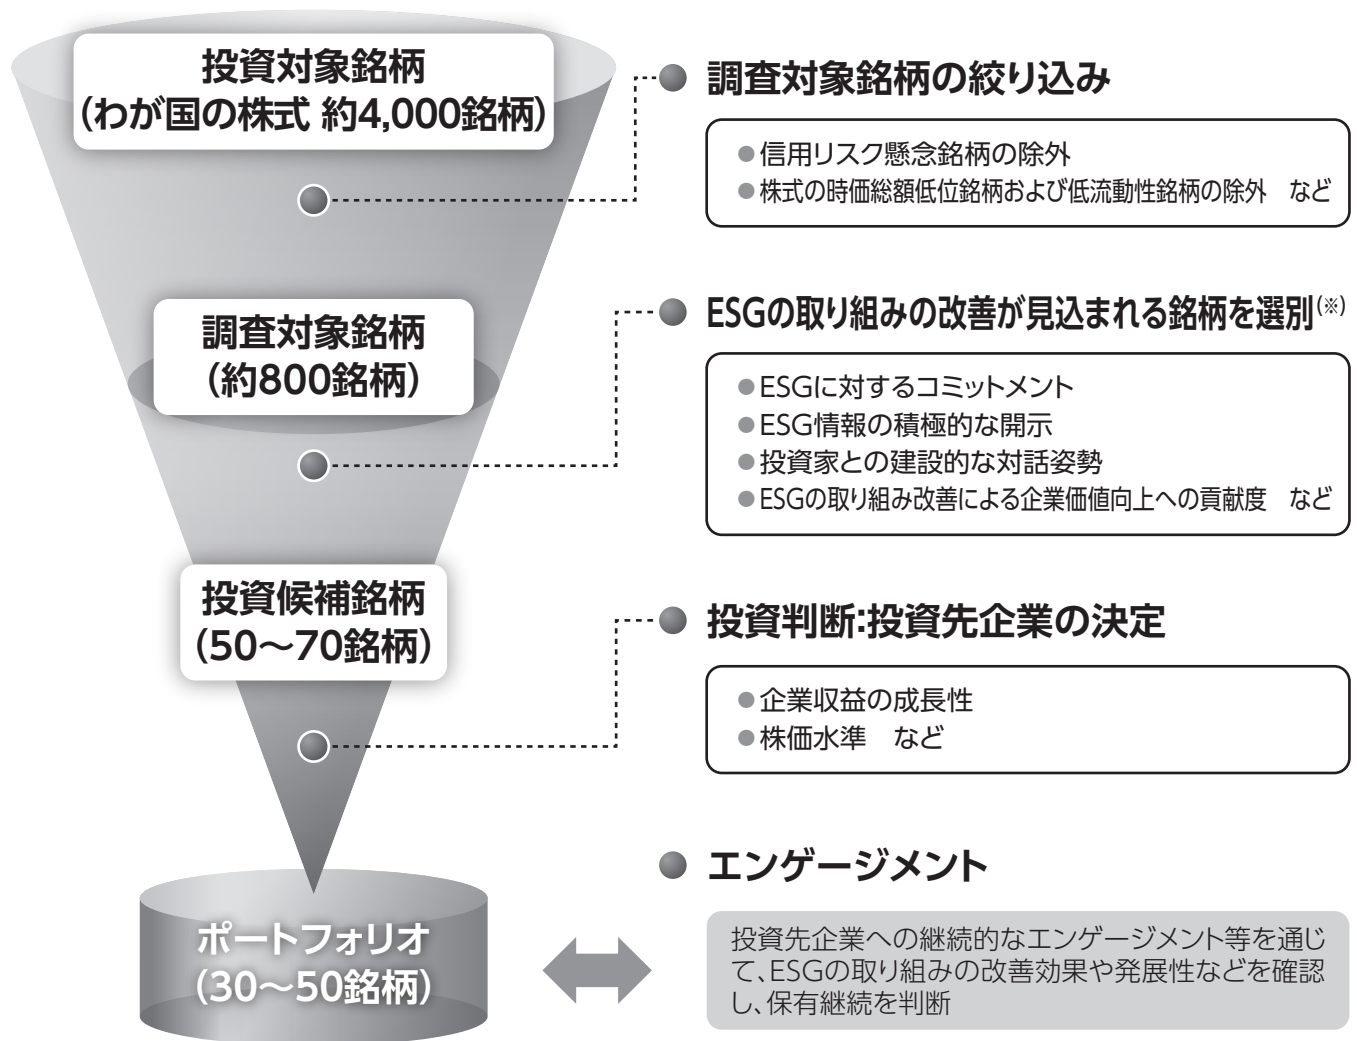 投資対象銘柄
(わが国の株式 約4,000銘柄)
調査対象銘柄の絞り込み
●信用リスク懸念銘柄の除外
●株式の時価総額低位銘柄および低流動性銘柄の除外 など
調査対象銘柄
(約800銘柄)
ESGの取り組みの改善が見込まれる銘柄を選別(※)
●ESGに対するコミットメント
●ESG情報の積極的な開示
●投資家との建設的な対話姿勢
●ESGの取り組み改善による企業価値向上への貢献度 など
投資候補銘柄
(50〜70銘柄)
投資判断:投資先企業の決定
●企業収益の成長性
●株価水準 など
ポートフォリオ
(30〜50銘柄)
エンゲージメント
投資先企業への継続的なエンゲージメント等を通じ
て、ESGの取り組みの改善効果や発展性などを確認
し、保有継続を判断